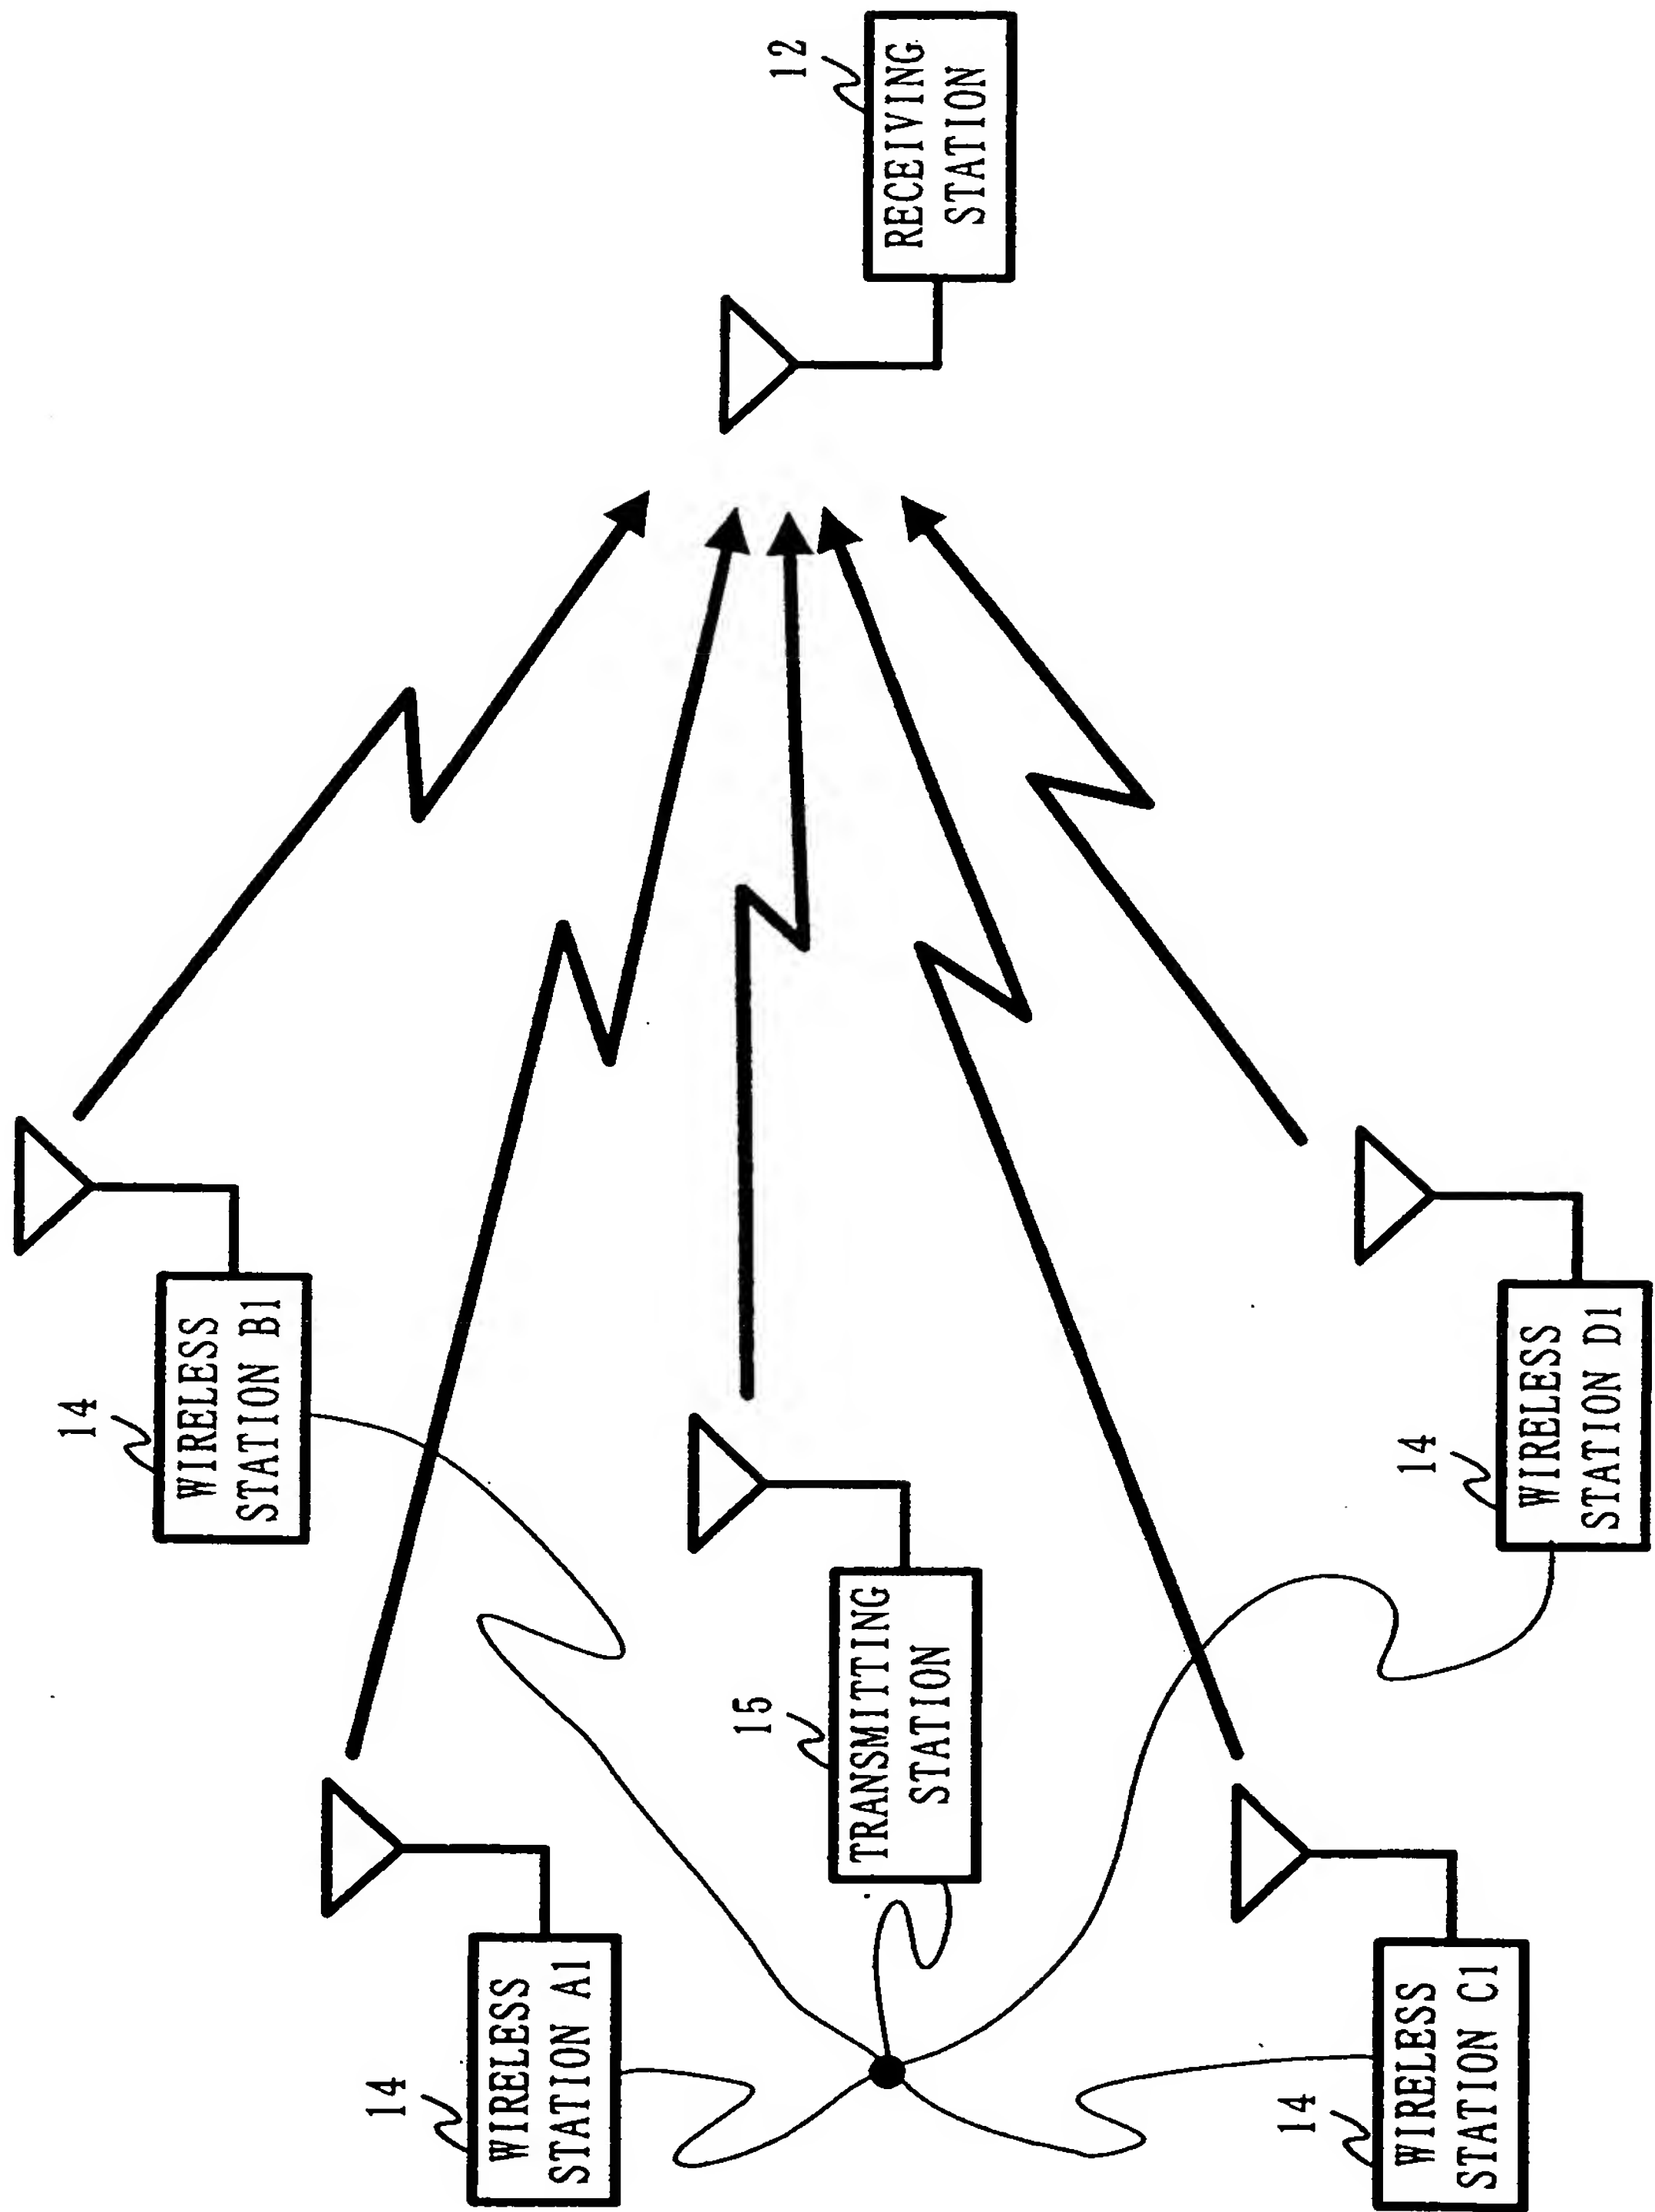 14
WIRELESS
STATION B1
12
RECEIVING
STATION
14
WIRELESS
STATION A1
15
TRANSMITTING
STATION
14
WIRELESS
STATION C1
14
WIRELESS
STATION D1